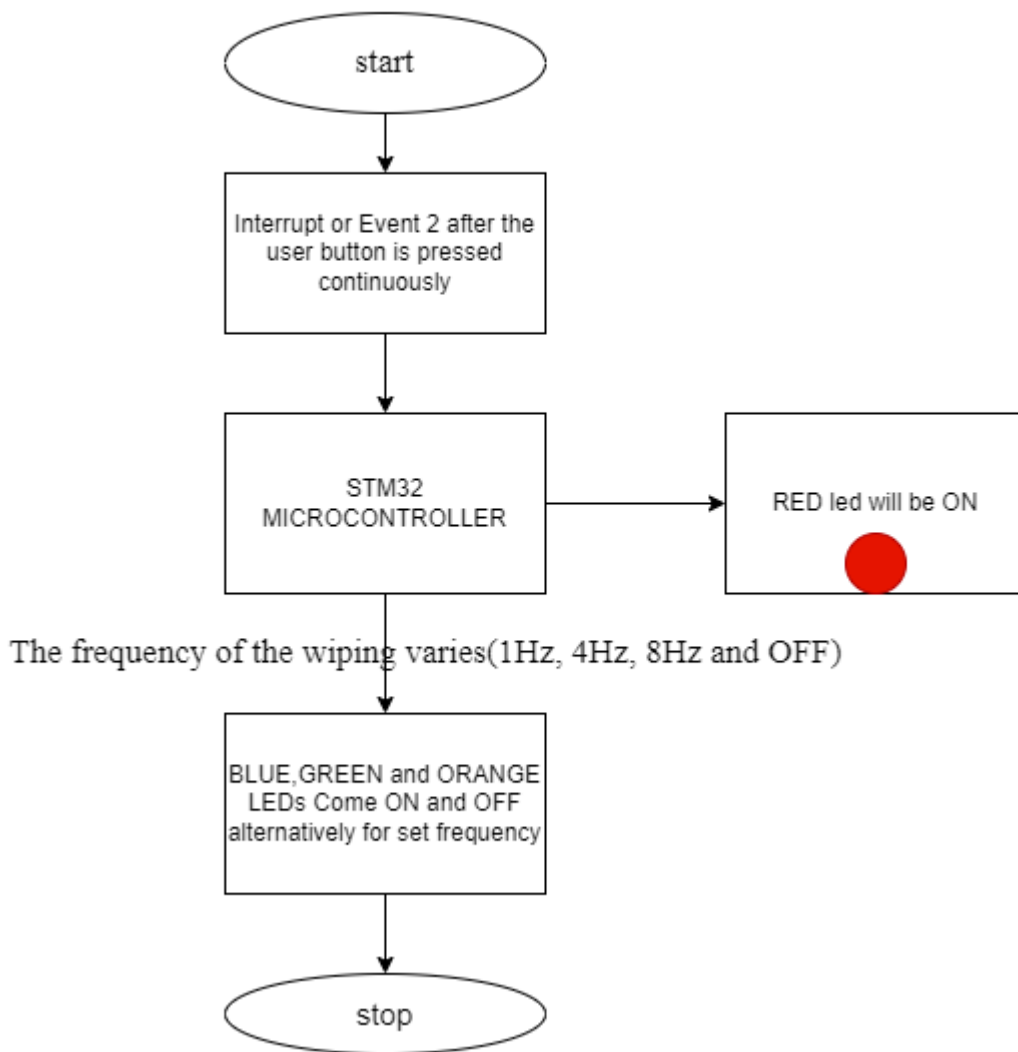 start
Interrupt or Event 2 after the
user button is pressed
continuously
STM32
MICROCONTROLLER
RED led will be ON
The frequency of the wiping varies(1Hz, 4Hz, 8Hz and OFF)
BLUE,GREEN and ORANGE
LEDs Come ON and OFF
alternatively for set frequency
stop